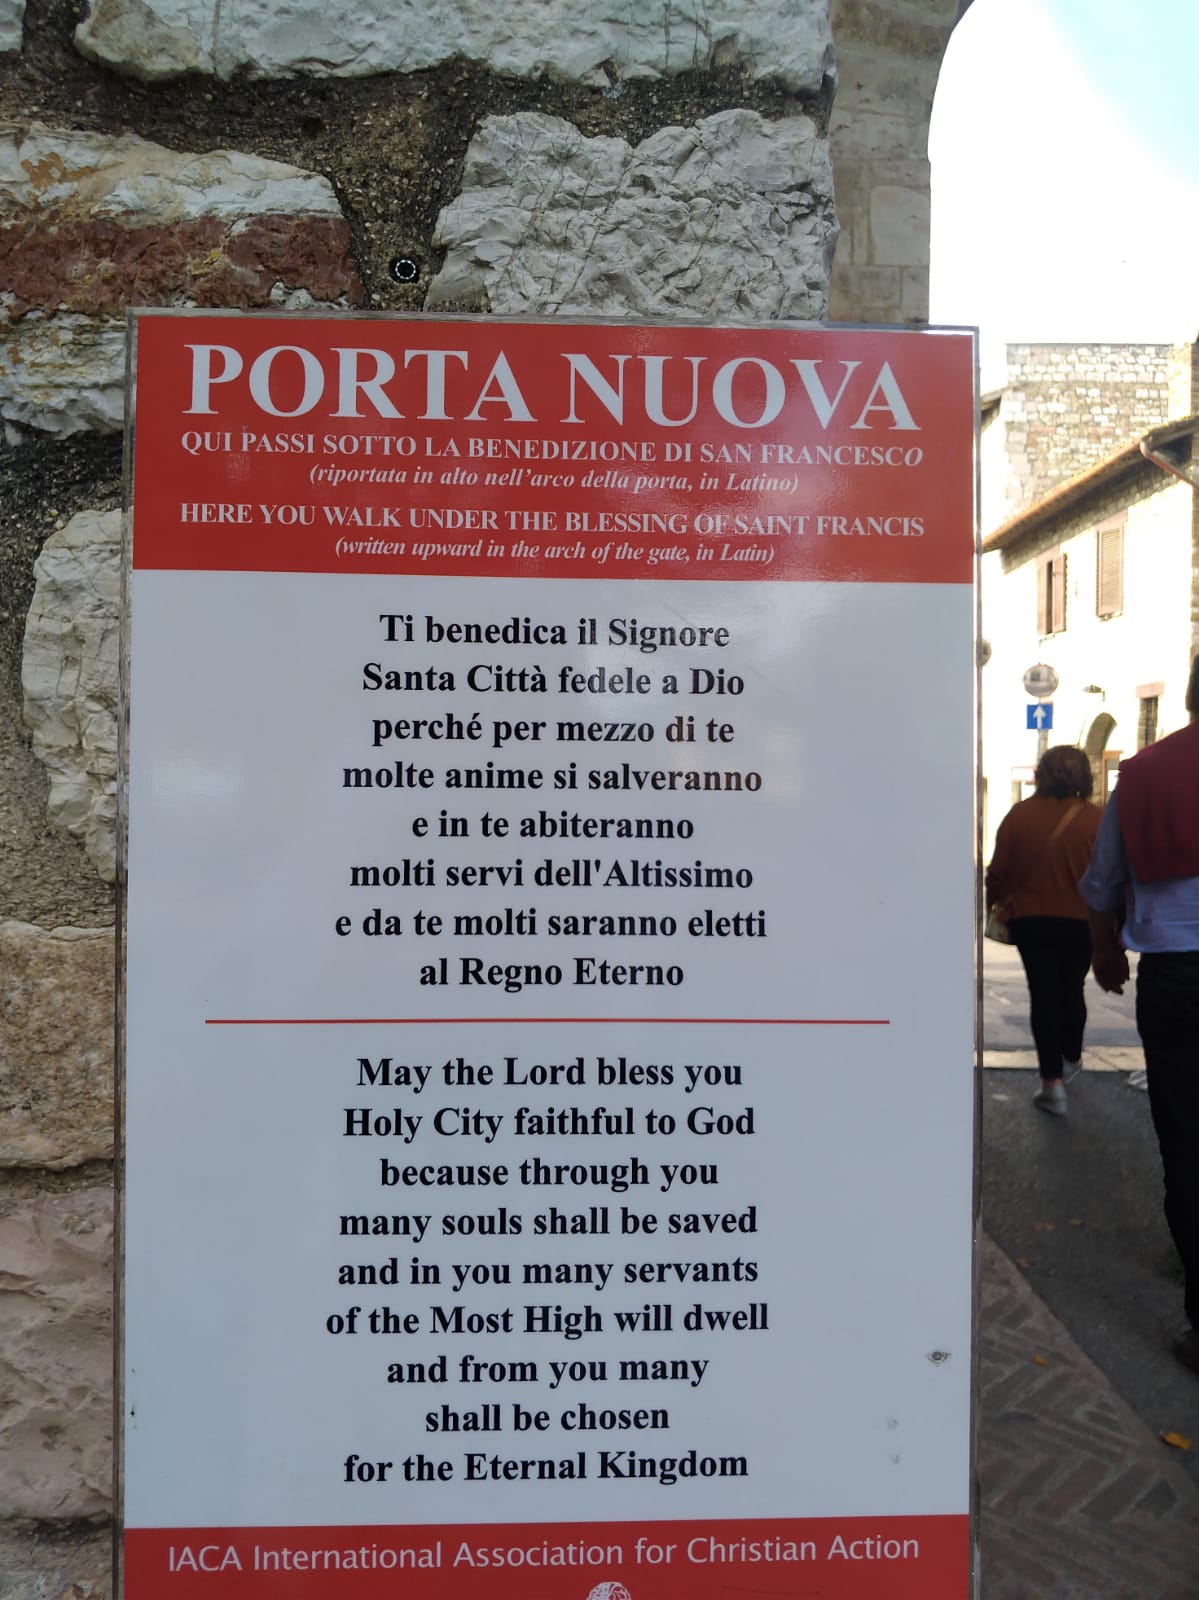 PORTA NUOVA
QUI PASSI SOTTO LA BENEDIZIONE DI SAN FRANCESCO
(riportata in alto nell'arco della porta, in Latino)
HERE YOU WALK UNDER THE BLESSING OF SAINT FRANCIS
(written upward in the arch of the gate, in Latin)
Ti benedica il Signore
Santa Città fedele a Dio
perché per mezzo di te
molte anime si salveranno
e in te abiteranno
molti servi dell'Altissimo
e da te molti saranno eletti
al Regno Eterno
May the Lord bless you
Holy City faithful to God
because through you
many souls shall be saved
and in you many servants
of the Most High will dwell
and from you many
shall be chosen
for the Eternal Kingdom
IACA International Association for Christian Action